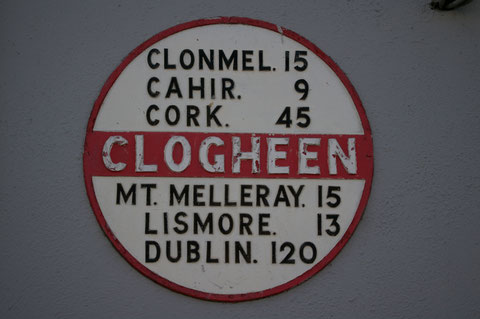 CLONMEL. 15
CAHIR. 9
CORK. 45
CLOGHEEN
MT. MELLERAY. 15
LISMORE. 13
DUBLIN. 120